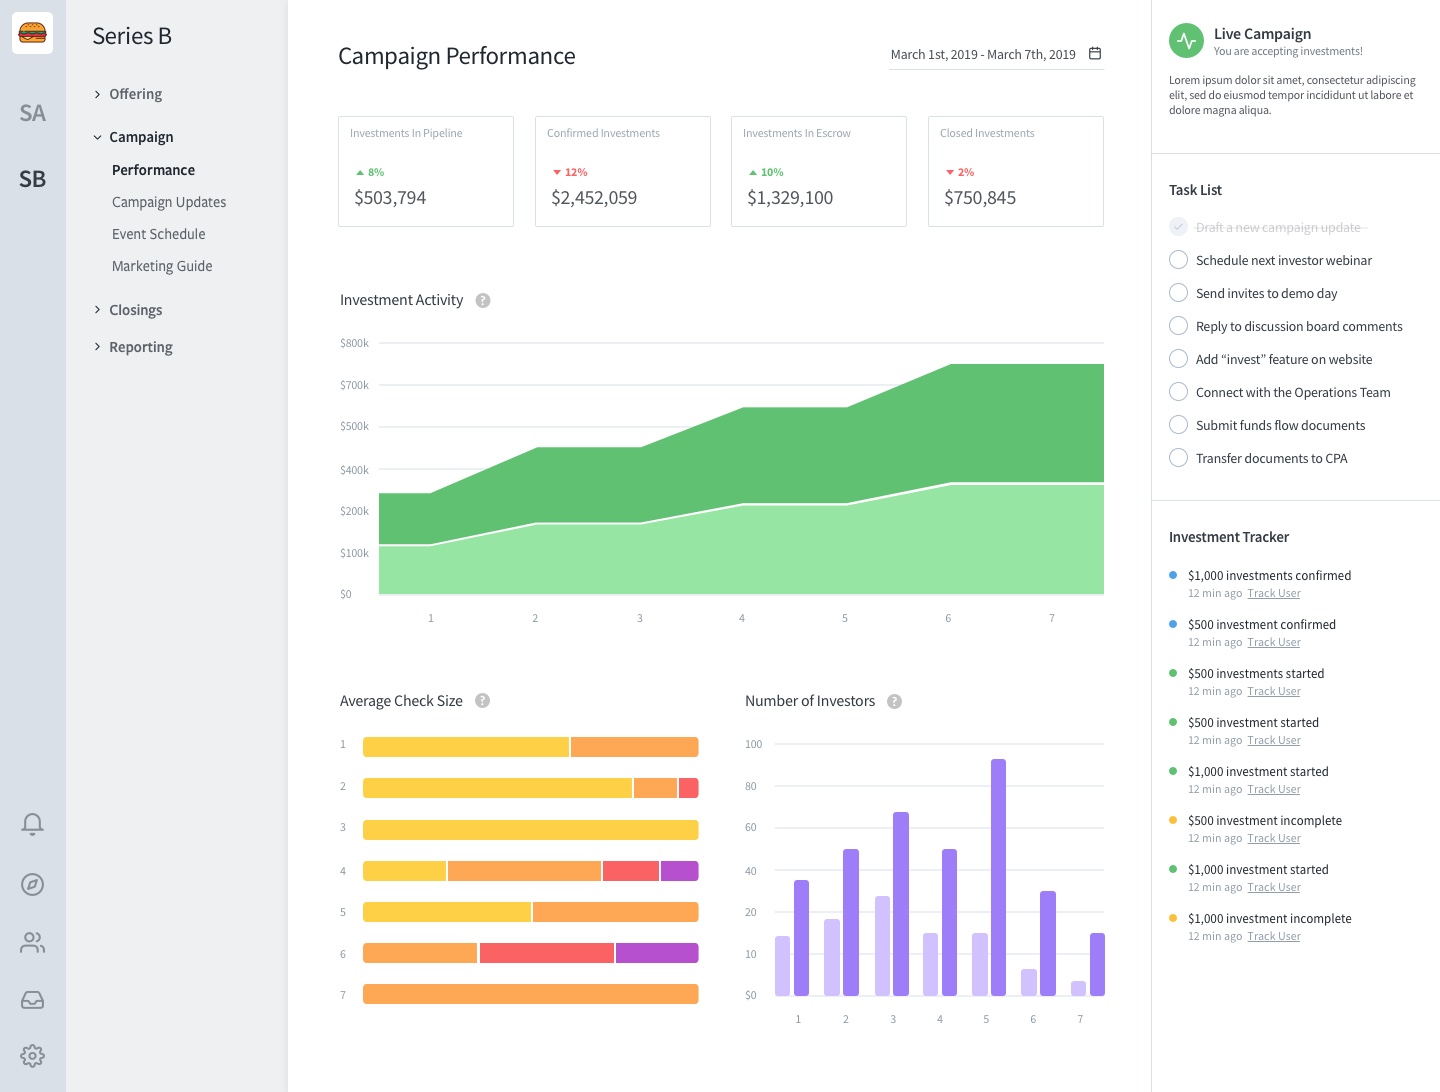 SA
SB
Series B
Offering
Campaign
Performance
Campaign Updates
Event Schedule
Marketing Guide
Closings
Reporting
Campaign Performance
March 1st, 2019 - March 7th, 2019
Investments In Pipeline
8%
$503,794
Confirmed Investments
12%
$2,452,059
Investments In Escrow
10%
$1,329,100
Closed Investments
2%
$750,845
Investment Activity ?
$800k
$700k
$500k
$400k
$200k
$100k
$0
1 2 3 4 5 6 7
Average Check Size ?
1
2
3
4
5
6
7
Number of Investors ?
100
80
60
40
20
10
$0
1 2 3 4 5 6 7
Live Campaign
You are accepting investments!
Lorem ipsum dolor sit amet, consectetur adipiscing
elit, sed do eiusmod tempor incididunt ut labore et
dolore magna aliqua.
Task List
Draft a new campaign update
Schedule next investor webinar
Send invites to demo day
Reply to discussion board comments
Add “invest” feature on website
Connect with the Operations Team
Submit funds flow documents
Transfer documents to CPA
Investment Tracker
$1,000 investments confirmed
12 min ago Track User
$500 investment confirmed
12 min ago Track User
$500 investments started
12 min ago Track User
$500 investment started
12 min ago Track User
$1,000 investment started
12 min ago Track User
$500 investment incomplete
12 min ago Track User
$1,000 investment started
12 min ago Track User
$1,000 investment incomplete
12 min ago Track User